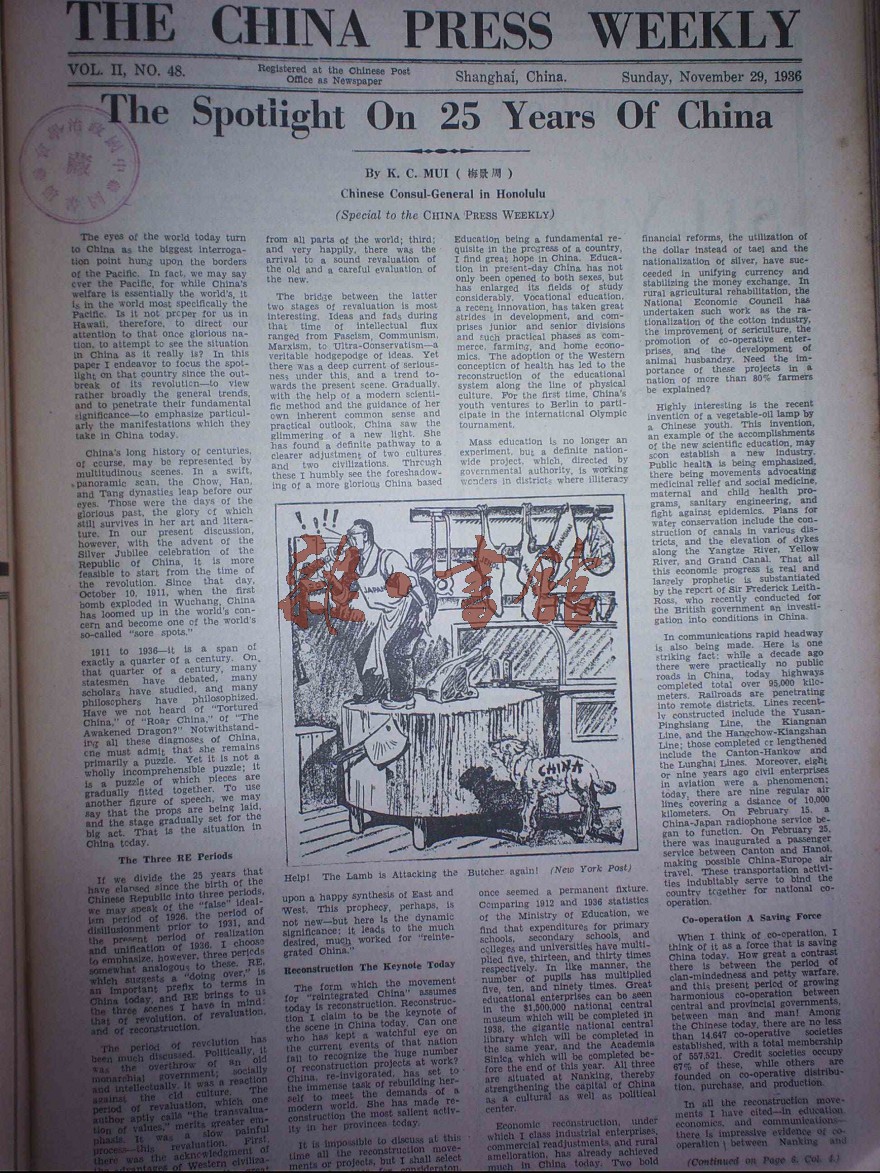 THE CHINA PRESS WEEKLY
VOL. II, NO. 48.
Registered at the Chinese Post
Office as Newspaper
Shanghai, China.
Sunday, November 29, 1936
The Spotlight On 25 Years Of China
By K. C. MUI ( 梅景周 )
Chinese Consul-General in Honolulu
(Special to the CHINA PRESS WEEKLY)
The eyes of the world today turn
to China as the biggest interroga-
tion point hung upon the borders
of the Pacific. In fact, we may say
over the Pacific, for while China's
welfare is essentially the world's, it
is in the world most specifically the
Pacific. Is it not proper for us in
Hawaii, therefore, to direct our
attention to that once glorious na-
tion, to attempt to see the situation
in China as it really is? In this
paper I endeavor to focus the spot-
light on that country since the out-
break of its revolution—to view
rather broadly the general trends,
and to penetrate their fundamental
significance—to emphasize particul-
arly the manifestations which they
take in China today.
China's long history of centuries,
of course, may be represented by
multitudinous scenes. In a swift,
panoramic scan, the Chow, Han,
and Tang dynasties leap before our
eyes. Those were the days of the
glorious past, the glory of which
still survives in her art and litera-
ture. In our present discussion,
however, with the advent of the
Silver Jubilee celebration of the
Republic of China, it is more
feasible to start from the time of
the revolution. Since that day,
October 10, 1911, when the first
bomb exploded in Wuchang, China
has loomed up in the world's con-
cern and become one of the world's
so-called "sore spots."
1911 to 1936—it is a span of
exactly a quarter of a century. On
that quarter of a century, many
statesmen have debated, many
scholars have studied, and many
philosophers have philosophized.
Have we not heard of "Tortured
China," of "Roar China," of "The
Awakened Dragon?" Notwithstand-
ing all these diagnoses of China,
one must admit that she remains
primarily a puzzle. Yet it is not a
wholly incomprehensible puzzle; it
is a puzzle of which pieces are
gradually fitted together. To use
another figure of speech, we may
say that the props are being laid,
and the stage gradually set for the
big act. That is the situation in
China today.
The Three RE Periods
If we divide the 25 years that
have elapsed since the birth of the
Chinese Republic into three periods,
we may speak of the "false" ideal-
ism period of 1926, the period of
disillusionment prior to 1931, and
the present period of realization
and unification of 1936. I choose
to emphasize, however, three periods
somewhat analogous to these. RE,
which suggests a "doing over," is
an important prefix to terms in
China today, and RE brings to us
the three scenes I have in mind:
that of revolution, of revaluation,
and of reconstruction.
The period of revolution has
been much discussed. Politically, it
was the overthrow of an old
monarchial government; socially
and intellectually, it was a reaction
against the old culture. The
period of revaluation, which one
author aptly calls "the transvalua-
tion of values," merits greater em-
phasis. It was a slow painful
process—this revaluation. First,
there was the acknowledgment of
the advantages of Western civiliza-
from all parts of the world; third;
and very happily, there was the
arrival to a sound revaluation of
the old and a careful evaluation of
the new.
The bridge between the latter
two stages of revaluation is most
interesting. Ideas and fads during
that time of intellectual flux
ranged from Fascism, Communism,
Marxism, to Ultra-Conservatism—a
veritable hodgepodge of ideas. Yet
there was a deep current of serious-
ness under this, and a trend to-
wards the present scene. Gradually,
with the help of a modern scienti-
fic method and the guidance of her
own inherent common sense and
practical outlook, China saw the
glimmering of a new light. She
has found a definite pathway to a
clearer adjustment of two cultures
and two civilizations. Through
these I humbly see the foreshadow-
ing of a more glorious China based
Education being a fundamental re-
quisite in the progress of a country,
I find great hope in China. Educa-
tion in present-day China has not
only been opened to both sexes, but
has enlarged its fields of study
considerably. Vocational education,
a recent innovation, has taken great
strides in development, and com-
prises junior and senior divisions
and such practical phases as com-
merce, farming, and home econo-
mics. The adoption of the Western
conception of health has led to the
reconstruction of the educational
system along the line of physical
culture. For the first time, China's
youth ventures to Berlin to parti-
cipate in the international Olympic
tournament.
Mass education is no longer an
experiment, but a definite nation-
wide project, which, directed by
governmental authority, is working
wonders in districts where illiteracy
!!!!
JAPAN
CHINA
雅·書館
Help! The Lamb is Attacking the Butcher again! (New York Post)
upon a happy synthesis of East and
West. This prophecy, perhaps, is
not new—but here is the dynamic
significance; it leads to the much
desired, much worked for "reinte-
grated China."
Reconstruction The Keynote Today
The form which the movement
for "reintegrated China" assumes
today is reconstruction. Reconstruc-
tion I claim to be the keynote of
the scene in China today. Can one
who has kept a watchful eye on
the current events of that nation
fail to recognize the huge number
of reconstruction projects at work?
China, re-invigorated, has set to
the immense task of rebuilding her-
self to meet the demands of a
modern world. She has made re-
construction the most salient activ-
ity in her provinces today.
It is impossible to discuss at this
time all the reconstruction move-
ments or projects, but I shall select
once seemed a permanent fixture.
Comparing 1912 and 1936 statistics
of the Ministry of Education, we
find that expenditures for primary
schools, secondary schools, and
colleges and universities have multi-
plied five, thirteen, and thirty times
respectively. In like manner, the
number of pupils has multiplied
five, ten, and ninety times. Great
educational enterprises can be seen
in the $1,500,000 national central
museum which will be completed in
1938, the gigantic national central
library which will be completed in
the same year, and the Academia
Sinica which will be completed be-
fore the end of this year. All three
are situated at Nanking, thereby
strengthening the capital of China
as a cultural as well as political
center.
Economic reconstruction, under
which I class industrial enterprises,
commercial readjustments, and rural
amelioration, has already achieved
much in China today. Two bold
financial reforms, the utilization of
the dollar instead of tael and the
nationalization of silver, have suc-
ceeded in unifying currency and
stabilizing the money exchange. In
rural agricultural rehabilitation, the
National Economic Council has
undertaken such work as the ra-
tionalization of the cotton industry,
the improvement of sericulture, the
promotion of co-operative enter-
prises, and the development of
animal husbandry. Need the im-
portance of these projects in a
nation of more than 80% farmers
be explained?
Highly interesting is the recent
invention of a vegetable-oil lamp by
a Chinese youth. This invention,
an example of the accomplishments
of the new scientific education, may
soon establish a new industry.
Public health is being emphasized,
there being movements advocating
medicinal relief and social medicine,
maternal and child health pro-
grams, sanitary engineering, and
fight against epidemics. Plans for
water conservation include the con-
struction of canals in various dis-
tricts, and the elevation of dykes
along the Yangtze River, Yellow
River, and Grand Canal. That all
this economic progress is real and
largely prophetic is substantiated
by the report of Sir Frederick Leith-
Ross, who recently conducted for
the British government an investi-
gation into conditions in China.
In communications rapid headway
is also being made. Here is one
striking fact: while a decade ago
there were practically no public
roads in China, today highways
completed total over 95,000 kilo-
meters. Railroads are penetrating
into remote districts. Lines recent-
ly constructed include the Yusan-
Pinghsiang Line, the Kiangnan
Line, and the Hangchow-Kiangshan
Line; those completed or lengthened
include the Canton-Hankow and
the Lunghai Lines. Moreover, eight
or nine years ago civil enterprises
in aviation were a phenomenon;
today, there are nine regular air
lines covering a dstance of 10,000
kilometers. On February 15, a
China-Japan radiophone service be-
gan to function. On February 25,
there was inaugurated a passenger
service between Canton and Hanoi,
making possible China-Europe air
travel. These transportation activi-
ties indubitably serve to bind the
country together for national co-
operation.
Co-operation A Saving Force
When I think of co-operation, I
think of it as a force that is saving
China today. How great a contrast
there is between the period of
clan-mindedness and petty warfare,
and this present period of growing
harmonious co-operation between
central and provincial governments,
between man and man! Among
the Chinese today, there are no less
than 14,647 co-operative societies
established, with a total membership
of 557,521. Credit societies occupy
67% of these, while others are
founded on co-operative distribu-
tion, purchase, and production.
In all the reconstruction move-
ments I have cited—in education,
economics, and communications—
there is impressive evidence of co-
operation between Nanking and
(Continued on Page 8, Col. 4.)